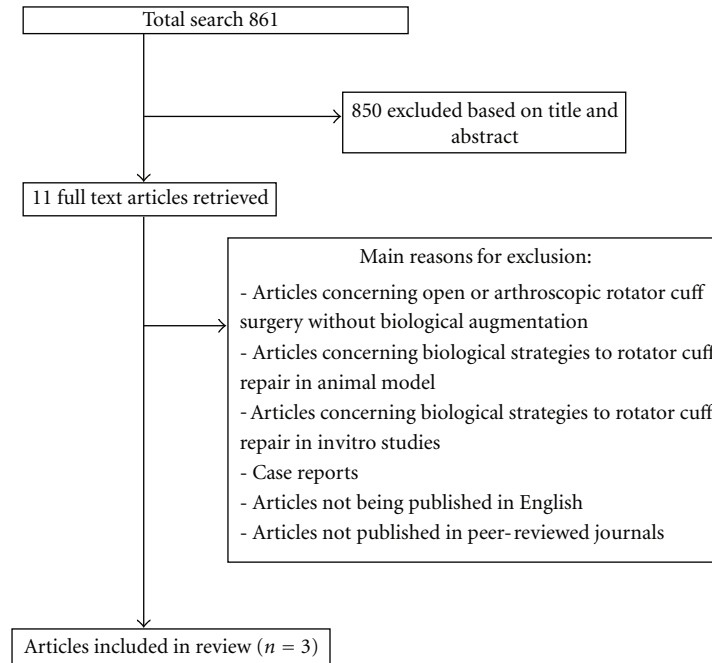 Total search 861
850 excluded based on title and
abstract
11 full text articles retrieved
Main reasons for exclusion:
- Articles concerning open or arthroscopic rotator cuff
surgery without biological augmentation
- Articles concerning biological strategies to rotator cuff
repair in animal model
- Articles concerning biological strategies to rotator cuff
repair in invitro studies
- Case reports
- Articles not being published in English
- Articles not published in peer-reviewed journals
Articles included in review (n = 3)